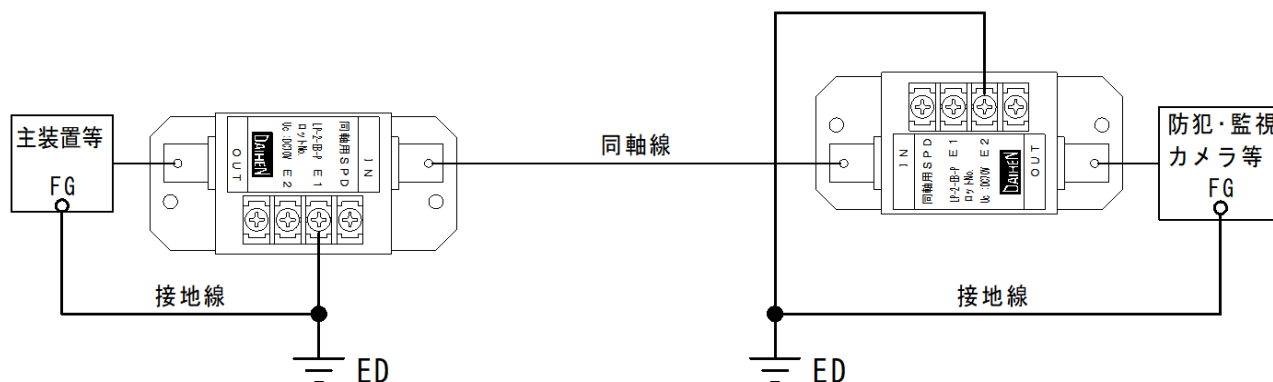 主装置等
FG
OUT
DAIHEN
Uc :DC70V E2
ロットNo.
LP-2-EB-P E1
同軸用SPD
IN
同軸線
IN
同軸用SPD
LP-2-EB-P E1
ロットNo.
Uc :DC70V E2
DAIHEN
OUT
防犯・監視
カメラ等
FG
接地線
接地線
ED
ED